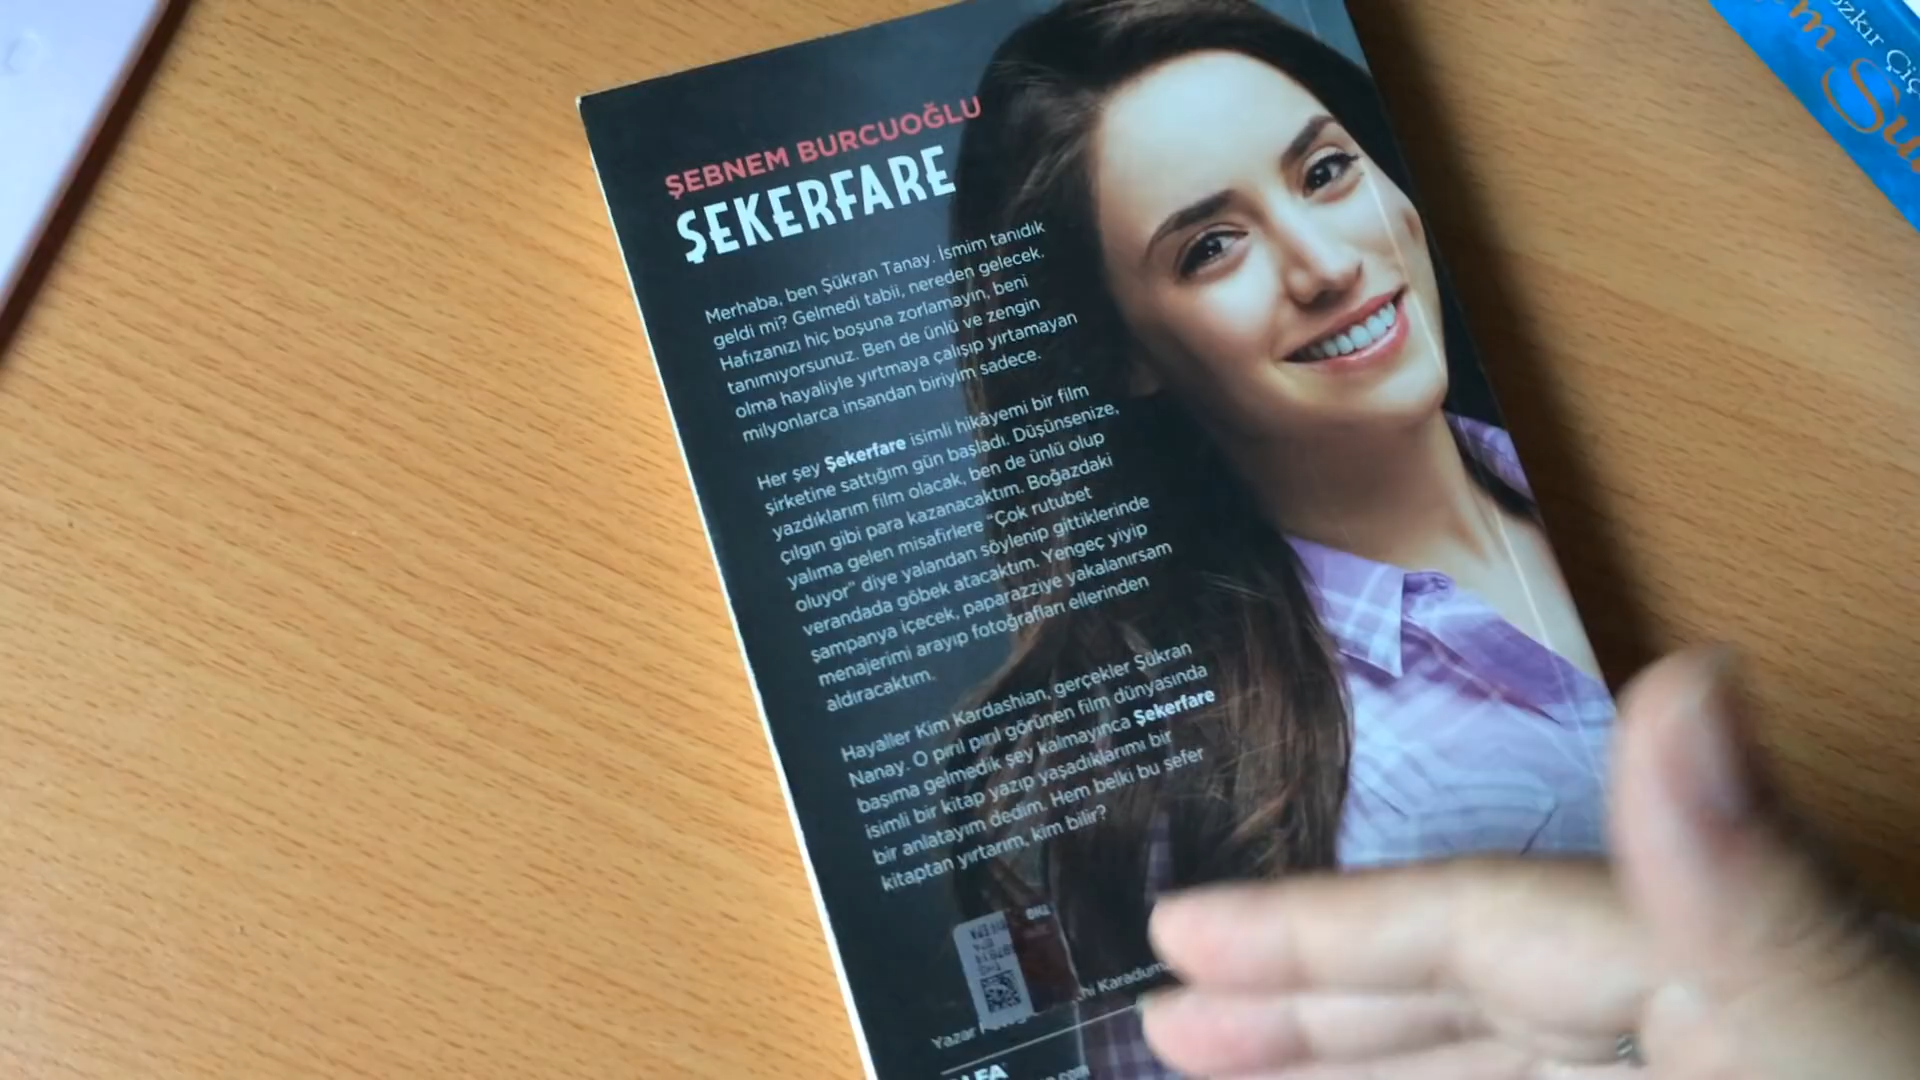 ŞEBNEM BURCUOĞLU
ŞEKERFARE
Merhaba, ben Şükran Tanay. İsmim tanıdık
geldi mi? Gelmedi tabii, nereden gelecek.
Hafızanızı hiç boşuna zorlamayın, beni
tanımıyorsunuz. Ben de ünlü ve zengin
olma hayaliyle yırtmaya çalışıp yırtamayan
milyonlarca insandan biriyim sadece.
Her şey Şekerfare isimli hikâyemi bir film
şirketine sattığım gün başladı. Düşünsenize,
yazdıklarım film olacak, ben de ünlü olup
çılgın gibi para kazanacaktım. Boğazdaki
yalıma gelen misafirlere "Çok rutubet
oluyor" diye yalandan söylenip gittiklerinde
verandada göbek atacaktım. Yengeç yiyip
şampanya içecek, paparazziye yakalanırsam
menajerimi arayıp fotoğrafları ellerinden
aldıracaktım.
Hayaller Kim Kardashian, gerçekler Şükran
Nanay. O pırıl pırıl görünen film dünyasında
başıma gelmedik şey kalmayınca Şekerfare
isimli bir kitap yazıp yaşadıklarımı bir
bir anlatayım dedim. Hem belki bu sefer
kitaptan yırtarım, kim bilir?
Yazar